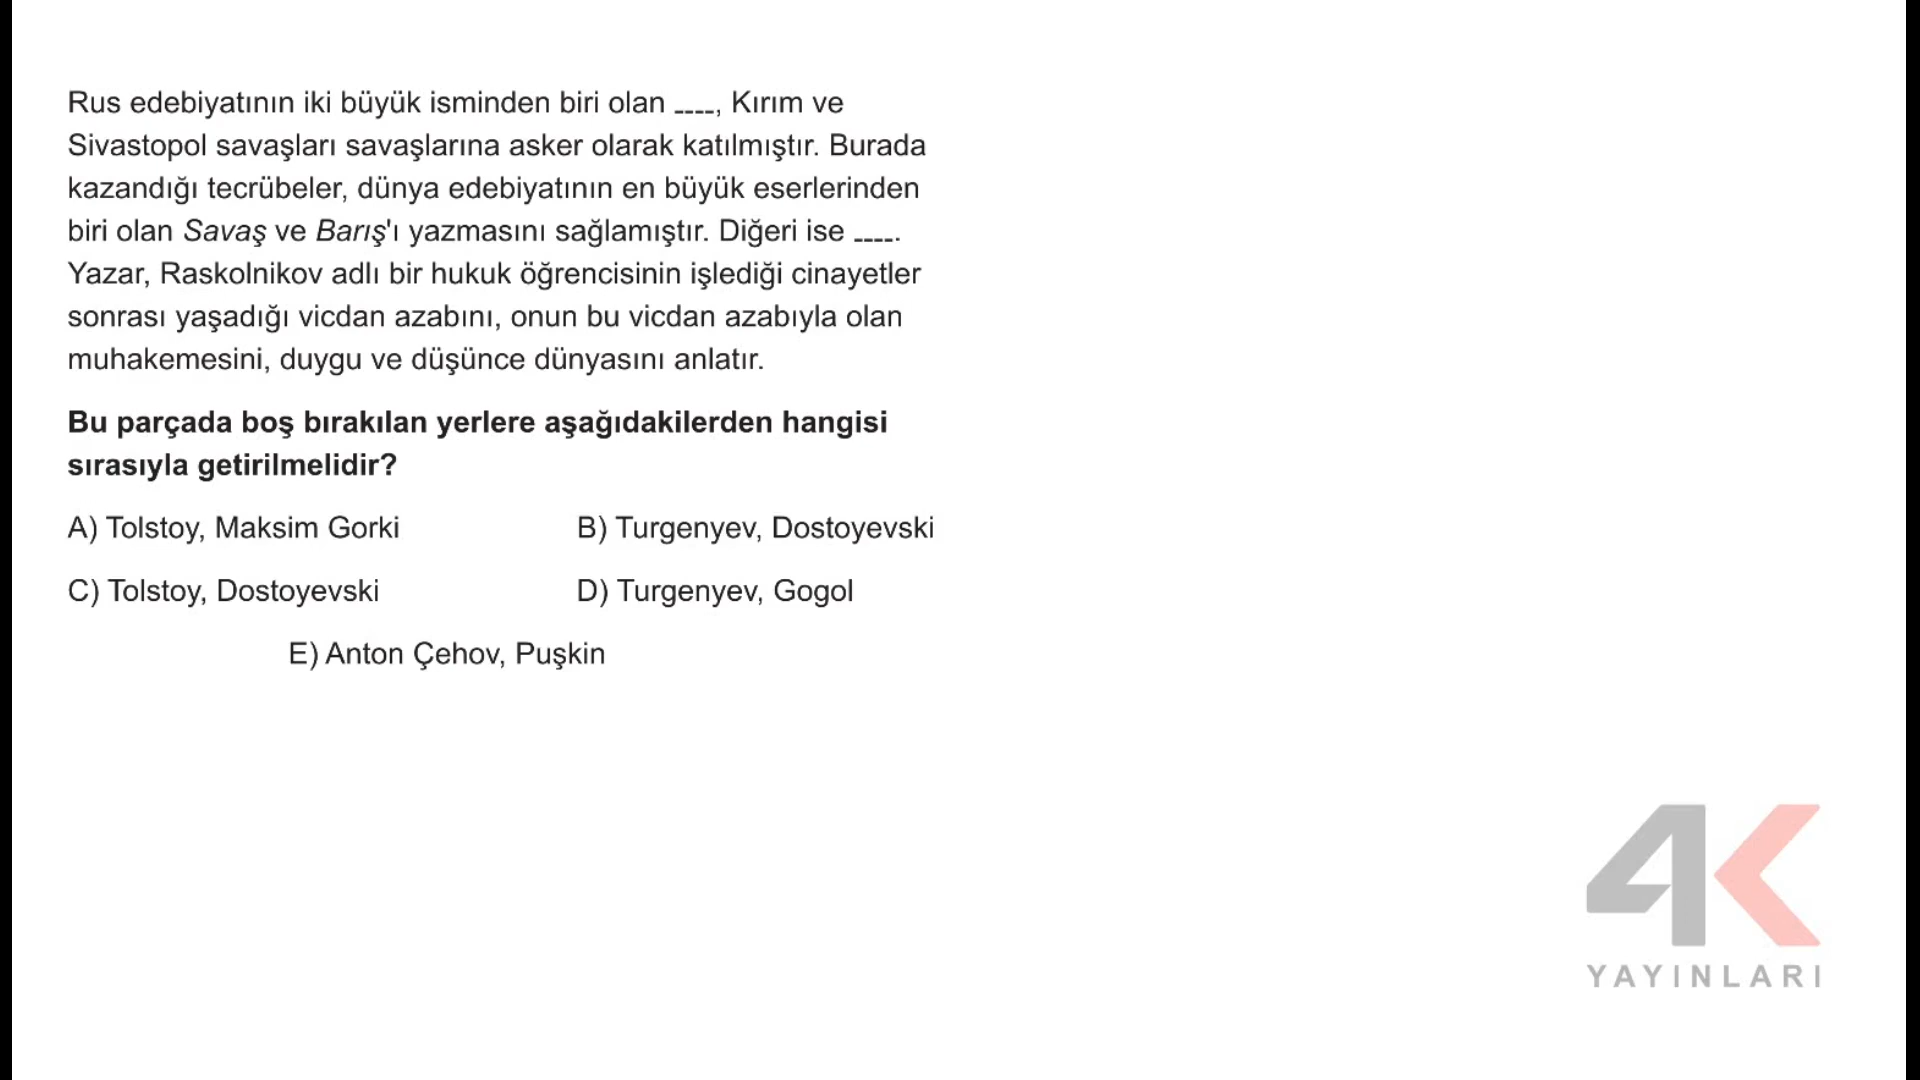 Rus edebiyatının iki büyük isminden biri olan ----, Kırım ve
Sivastopol savaşları savaşlarına asker olarak katılmıştır. Burada
kazandığı tecrübeler, dünya edebiyatının en büyük eserlerinden
biri olan Savaş ve Barış'ı yazmasını sağlamıştır. Diğeri ise ----.
Yazar, Raskolnikov adlı bir hukuk öğrencisinin işlediği cinayetler
sonrası yaşadığı vicdan azabını, onun bu vicdan azabıyla olan
muhakemesini, duygu ve düşünce dünyasını anlatır.
Bu parçada boş bırakılan yerlere aşağıdakilerden hangisi
sırasıyla getirilmelidir?
A) Tolstoy, Maksim Gorki
B) Turgenyev, Dostoyevski
C) Tolstoy, Dostoyevski
D) Turgenyev, Gogol
E) Anton Çehov, Puşkin
4K
YAYINLARI